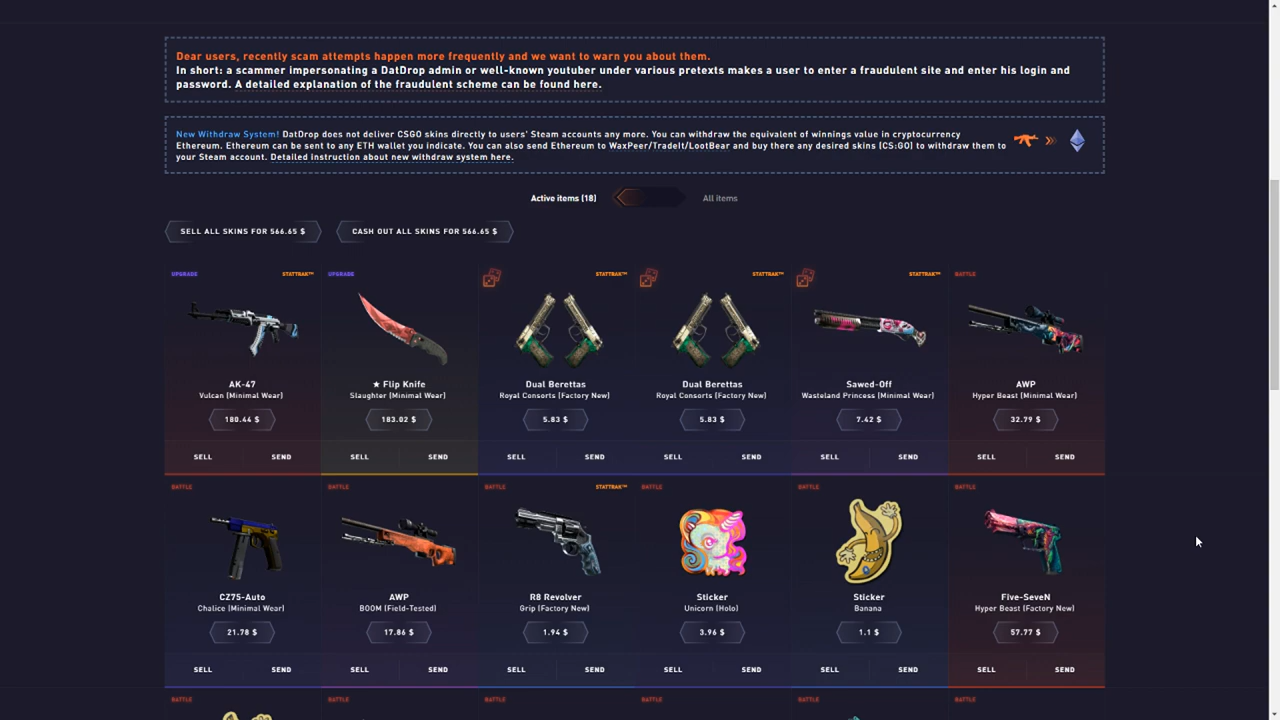 Dear users, recently scam attempts happen more frequently and we want to warn you about them.
In short: a scammer impersonating a DatDrop admin or well-known youtuber under various pretexts makes a user to enter a fraudulent site and enter his login and
password. A detailed explanation of the fraudulent scheme can be found here.
New Withdraw System! DatDrop does not deliver CSGO skins directly to users' Steam accounts any more. You can withdraw the equivalent of winnings value in cryptocurrency
Ethereum. Ethereum can be sent to any ETH wallet you indicate. You can also send Ethereum to WaxPeer/TradeIt/LootBear and buy there any desired skins (CS:GO) to withdraw them to
your Steam account. Detailed instruction about new withdraw system here.
Active items (18) All items
SELL ALL SKINS FOR 566.65 $ CASH OUT ALL SKINS FOR 566.65 $
UPGRADE STATTRAK™ UPGRADE STATTRAK™ STATTRAK™ STATTRAK™ BATTLE
AK-47 ★ Flip Knife Dual Berettas Dual Berettas Sawed-Off AWP
Vulcan (Minimal Wear) Slaughter (Minimal Wear) Royal Consorts (Factory New) Royal Consorts (Factory New) Wasteland Princess (Minimal Wear) Hyper Beast (Minimal Wear)
180.44 $ 183.02 $ 5.83 $ 5.83 $ 7.42 $ 32.79 $
SELL SEND SELL SEND SELL SEND SELL SEND SELL SEND SELL SEND
BATTLE BATTLE BATTLE STATTRAK™ BATTLE BATTLE BATTLE
CZ75-Auto AWP R8 Revolver Sticker Sticker Five-SeveN
Chalice (Minimal Wear) BOOM (Field-Tested) Grip (Factory New) Unicorn (Holo) Banana Hyper Beast (Factory New)
21.78 $ 17.86 $ 1.94 $ 3.96 $ 1.1 $ 57.77 $
SELL SEND SELL SEND SELL SEND SELL SEND SELL SEND SELL SEND
BATTLE BATTLE BATTLE BATTLE BATTLE BATTLE